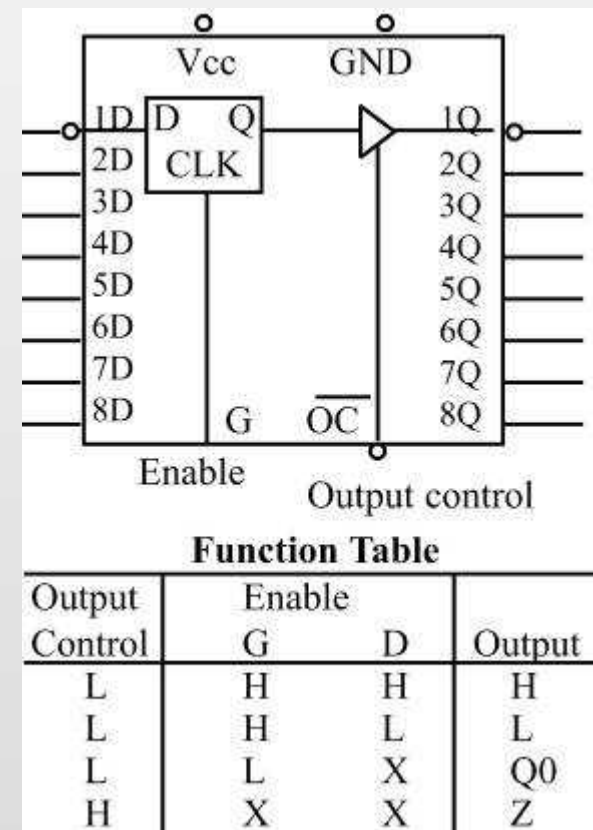 Vcc GND
1D D Q 1Q
2D CLK 2Q
3D 3Q
4D 4Q
5D 5Q
6D 6Q
7D 7Q
8D G O̅C̅ 8Q
Enable
Output control
Function Table
Output Enable
Control G D Output
L H H H
L H L L
L L X Q0
H X X Z